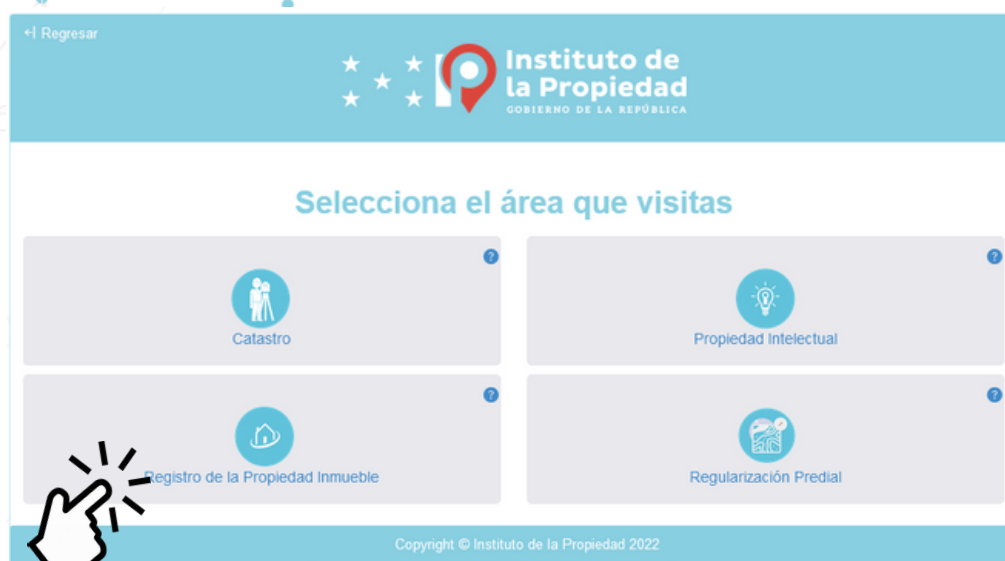 Regresar
Instituto de
la Propiedad
GOBIERNO DE LA REPÚBLICA
Selecciona el área que visitas
?
?
Catastro
Propiedad Intelectual
?
?
Registro de la Propiedad Inmueble
Regularización Predial
Copyright © Instituto de la Propiedad 2022